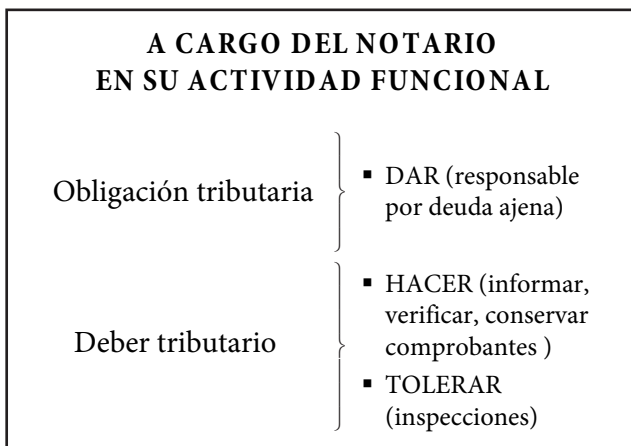 A CARGO DEL NOTARIO
EN SU ACTIVIDAD FUNCIONAL
Obligación tributaria
▪ DAR (responsable
por deuda ajena)
Deber tributario
▪ HACER (informar,
verificar, conservar
comprobantes )
▪ TOLERAR
(inspecciones)